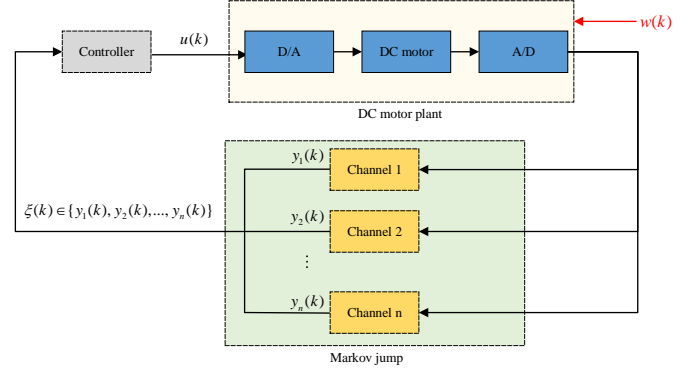 w(k)
Controller
u(k)
D/A
DC motor
A/D
DC motor plant
y₁(k)
Channel 1
ξ(k)∈{y₁(k), y₂(k),..., yₙ(k)}
y₂(k)
Channel 2
⋮
yₙ(k)
Channel n
Markov jump